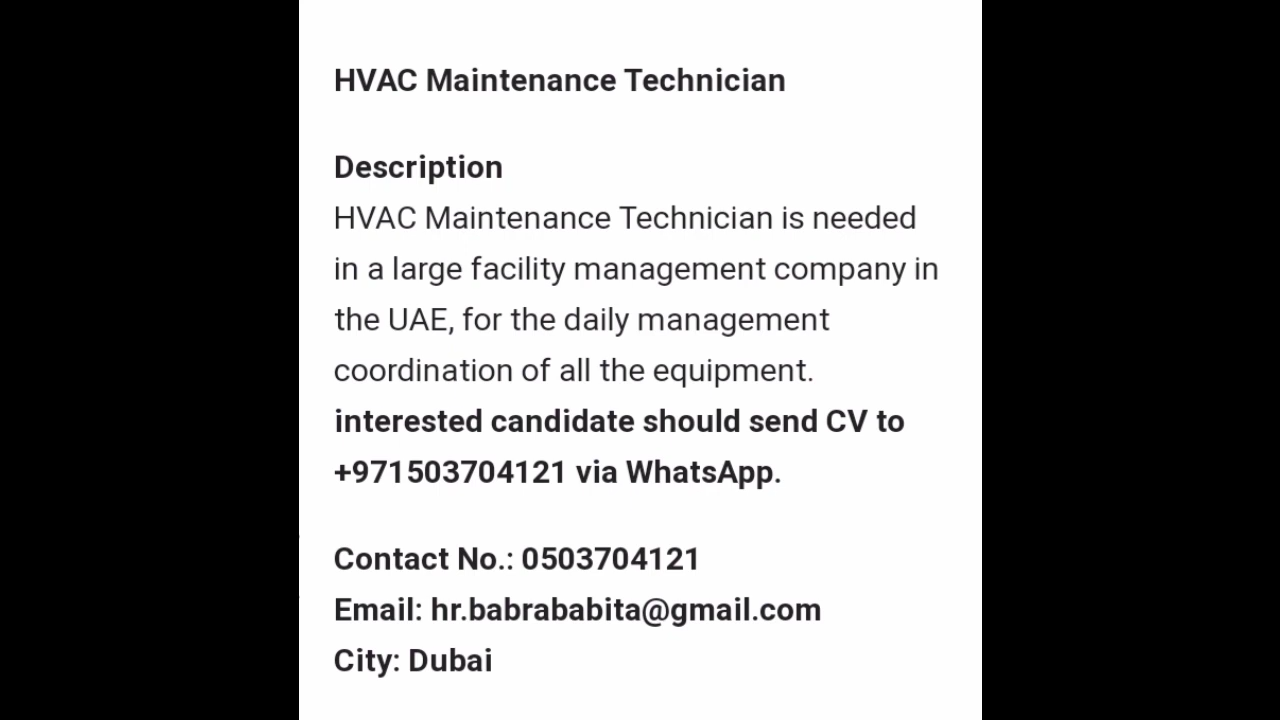 HVAC Maintenance Technician
Description
HVAC Maintenance Technician is needed
in a large facility management company in
the UAE, for the daily management
coordination of all the equipment.
interested candidate should send CV to
+971503704121 via WhatsApp.
Contact No.: 0503704121
Email: hr.babrababita@gmail.com
City: Dubai